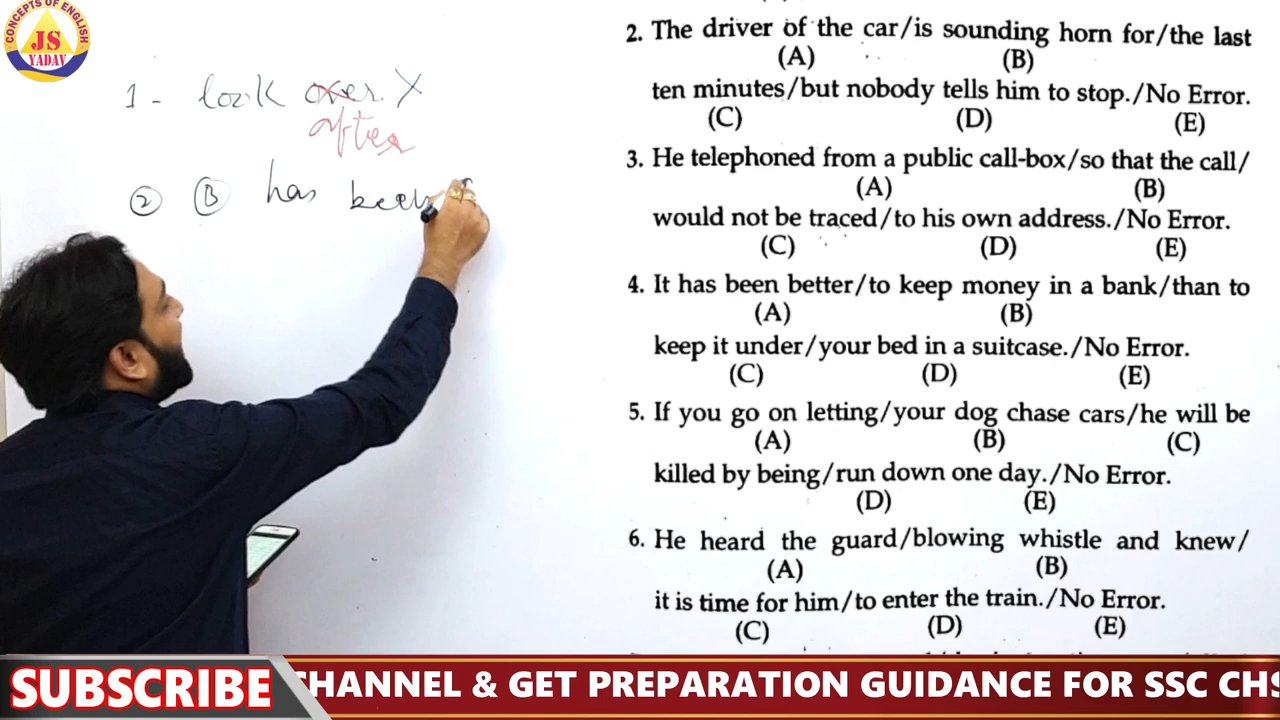 CONCEPTS OF ENGLISH
JS
YADAV
1 - look over X
after
② Ⓑ has been
2. The driver of the car/is sounding horn for/the last
(A) (B)
ten minutes/but nobody tells him to stop./No Error.
(C) (D) (E)
3. He telephoned from a public call-box/so that the call/
(A) (B)
would not be traced/to his own address./No Error.
(C) (D) (E)
4. It has been better/to keep money in a bank/than to
(A) (B)
keep it under/your bed in a suitcase./No Error.
(C) (D) (E)
5. If you go on letting/your dog chase cars/he will be
(A) (B) (C)
killed by being/run down one day./No Error.
(D) (E)
6. He heard the guard/blowing whistle and knew/
(A) (B)
it is time for him/to enter the train./No Error.
(C) (D) (E)
SUBSCRIBE
CHANNEL & GET PREPARATION GUIDANCE FOR SSC CHS